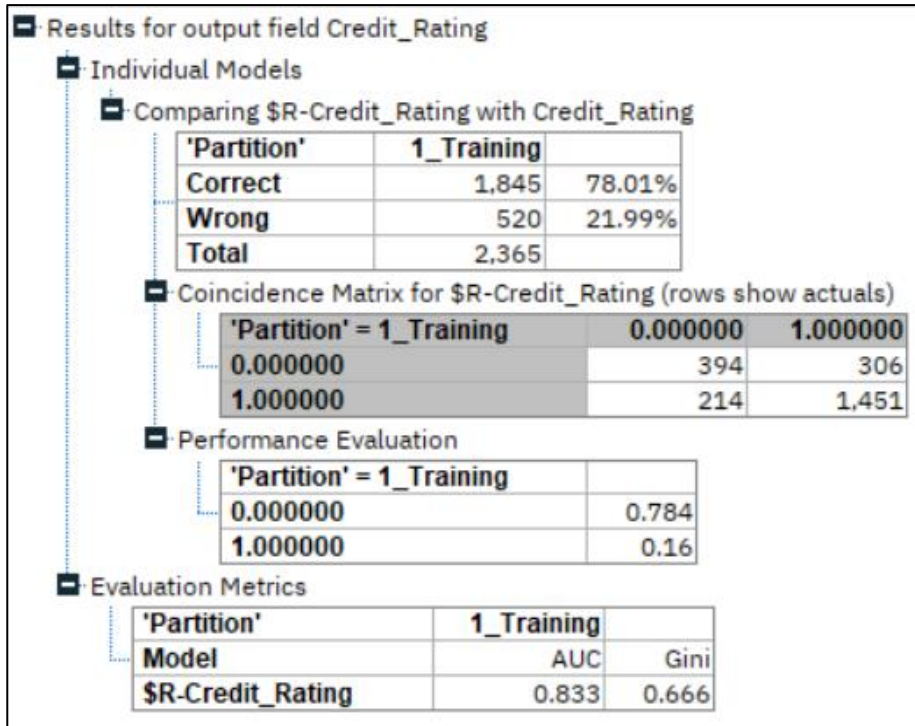 Results for output field Credit_Rating
Individual Models
Comparing $R-Credit_Rating with Credit_Rating
'Partition' 1_Training
Correct 1,845 78.01%
Wrong 520 21.99%
Total 2,365
Coincidence Matrix for $R-Credit_Rating (rows show actuals)
'Partition' = 1_Training 0.000000 1.000000
0.000000 394 306
1.000000 214 1,451
Performance Evaluation
'Partition' = 1_Training
0.000000 0.784
1.000000 0.16
Evaluation Metrics
'Partition' 1_Training
Model AUC Gini
$R-Credit_Rating 0.833 0.666